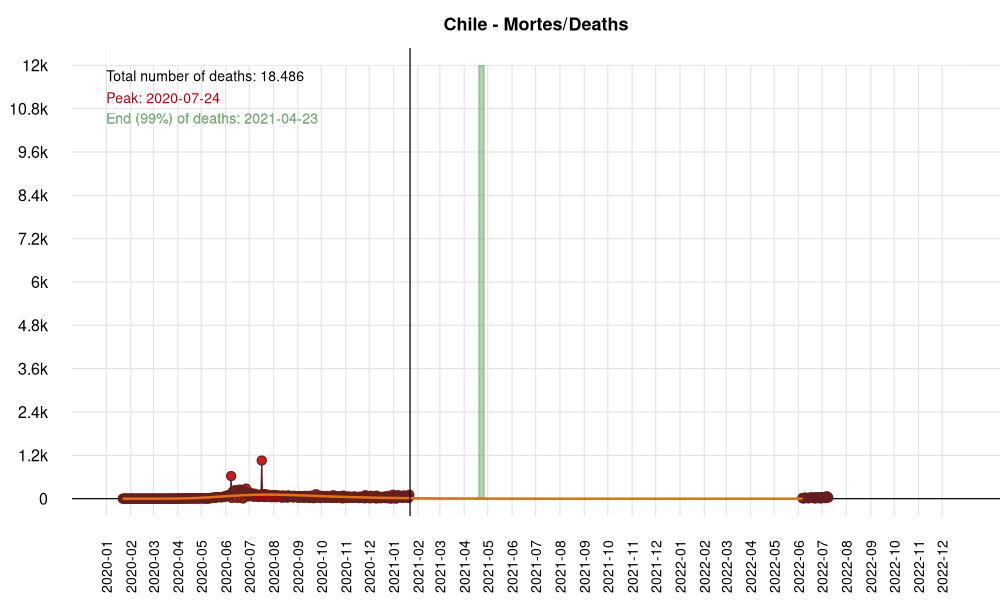 Chile - Mortes/Deaths
Total number of deaths: 18.486
Peak: 2020-07-24
End (99%) of deaths: 2021-04-23
12k
10.8k
9.6k
8.4k
7.2k
6k
4.8k
3.6k
2.4k
1.2k
0
2020-01
2020-02
2020-03
2020-04
2020-05
2020-06
2020-07
2020-08
2020-09
2020-10
2020-11
2020-12
2021-01
2021-02
2021-03
2021-04
2021-05
2021-06
2021-07
2021-08
2021-09
2021-10
2021-11
2021-12
2022-01
2022-02
2022-03
2022-04
2022-05
2022-06
2022-07
2022-08
2022-09
2022-10
2022-11
2022-12